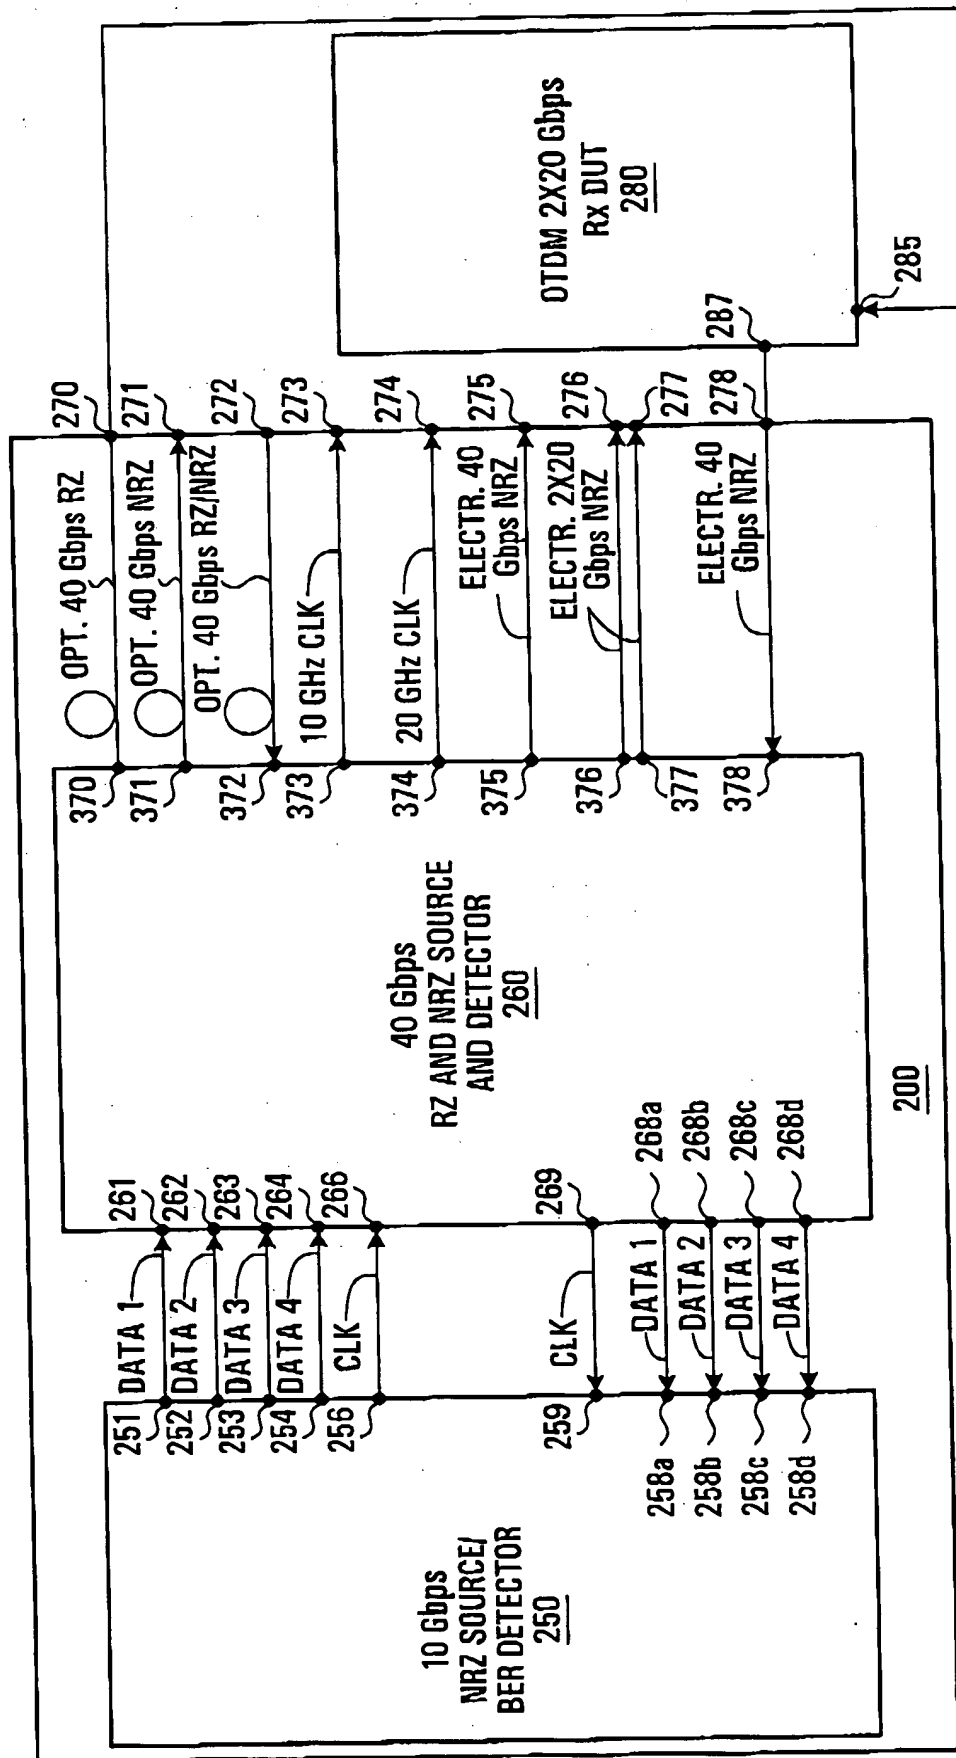 10 Gbps
NRZ SOURCE/
BER DETECTOR
250
251
252
253
254
256
259
258a
258b
258c
258d
DATA 1
DATA 2
DATA 3
DATA 4
CLK
CLK
DATA 1
DATA 2
DATA 3
DATA 4
261
262
263
264
266
269
268a
268b
268c
268d
40 Gbps
RZ AND NRZ SOURCE
AND DETECTOR
260
200
370
371
372
373
374
375
376
377
378
OPT. 40 Gbps RZ
OPT. 40 Gbps NRZ
OPT. 40 Gbps RZ/NRZ
10 GHz CLK
20 GHz CLK
ELECTR. 40
Gbps NRZ
ELECTR. 2X20
Gbps NRZ
ELECTR. 40
Gbps NRZ
270
271
272
273
274
275
276
277
278
287
OTDM 2X20 Gbps
Rx DUT
280
285